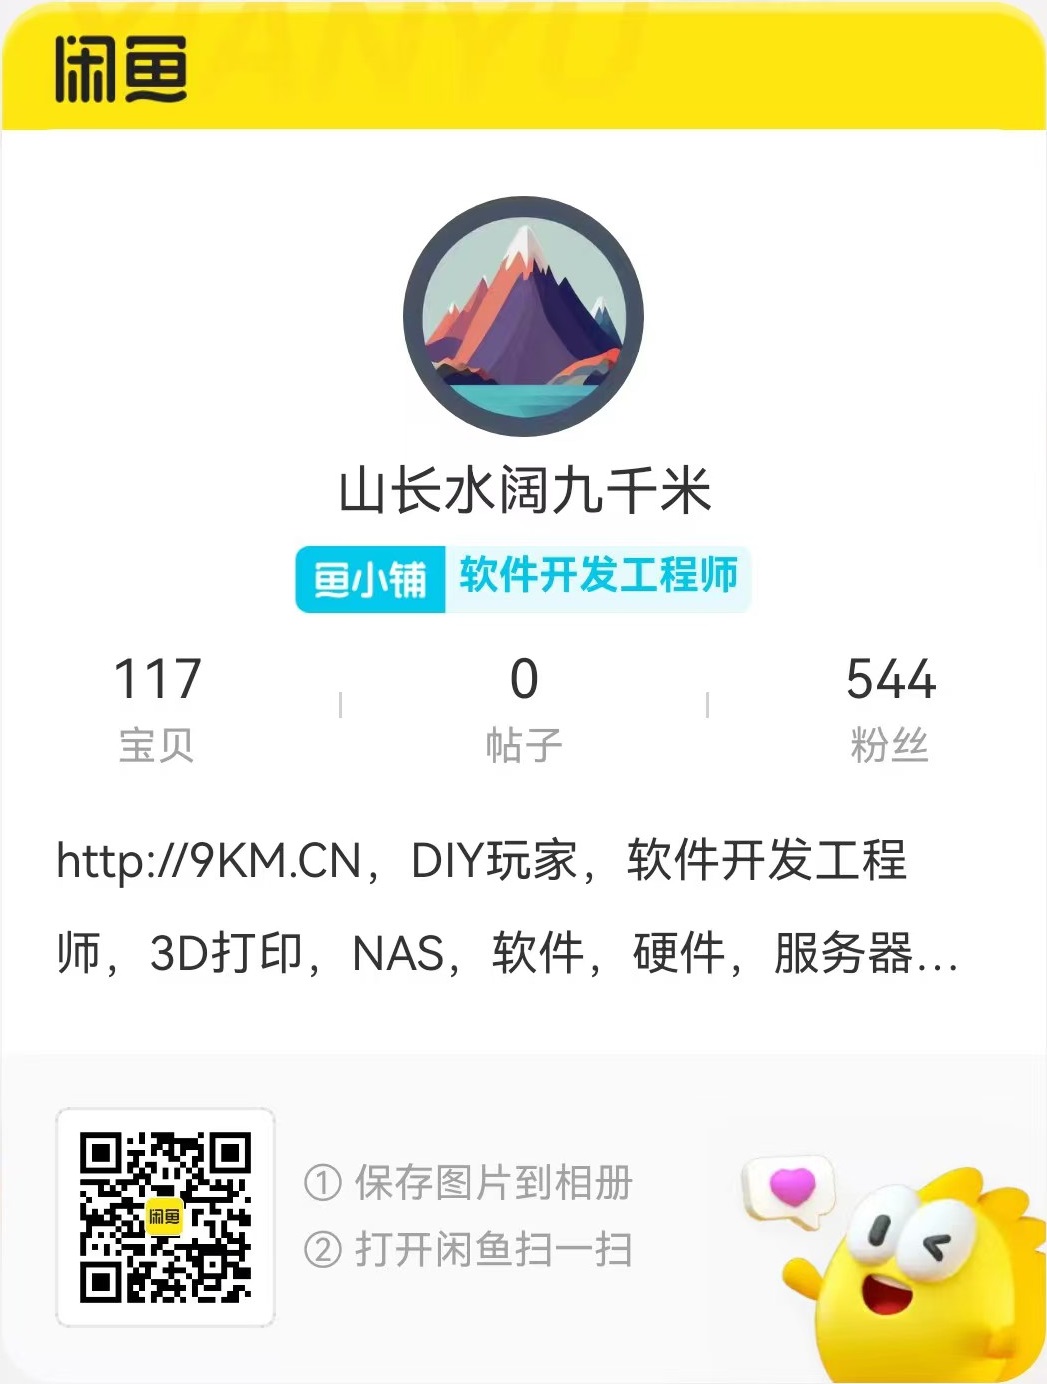 闲鱼
XIANYU
山长水阔九千米
鱼小铺 软件开发工程师
117 0 544
宝贝 帖子 粉丝
http://9KM.CN，DIY玩家，软件开发工程
师，3D打印，NAS，软件，硬件，服务器...
闲鱼
① 保存图片到相册
② 打开闲鱼扫一扫